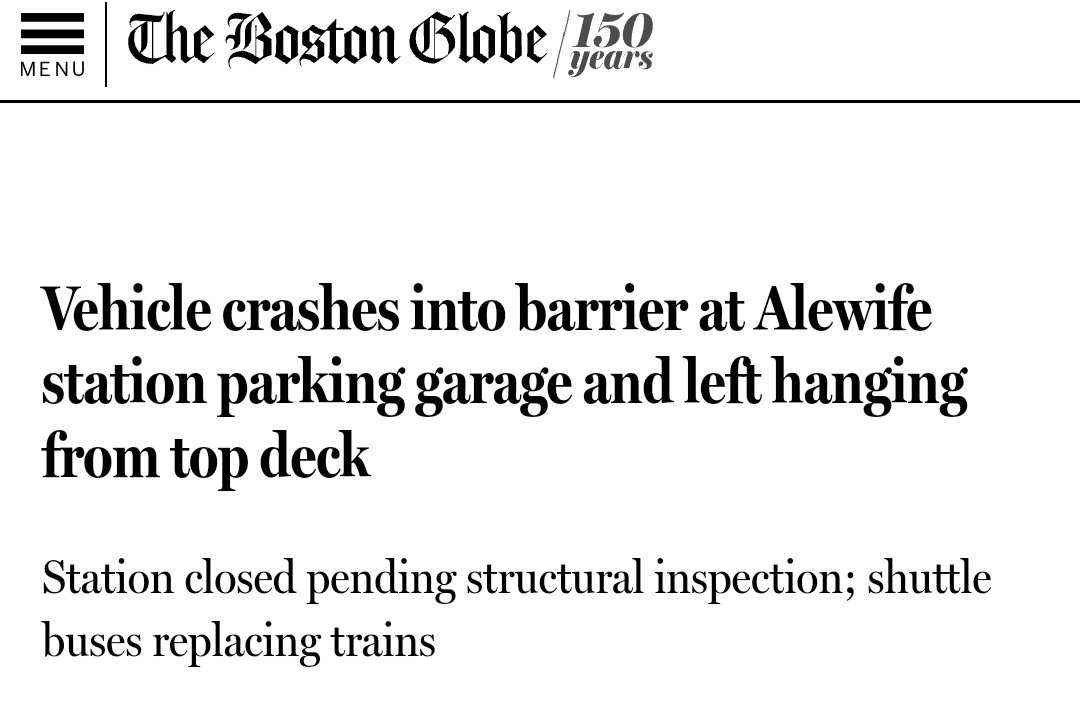 The Boston Globe / 150 years
MENU
Vehicle crashes into barrier at Alewife
station parking garage and left hanging
from top deck
Station closed pending structural inspection; shuttle
buses replacing trains